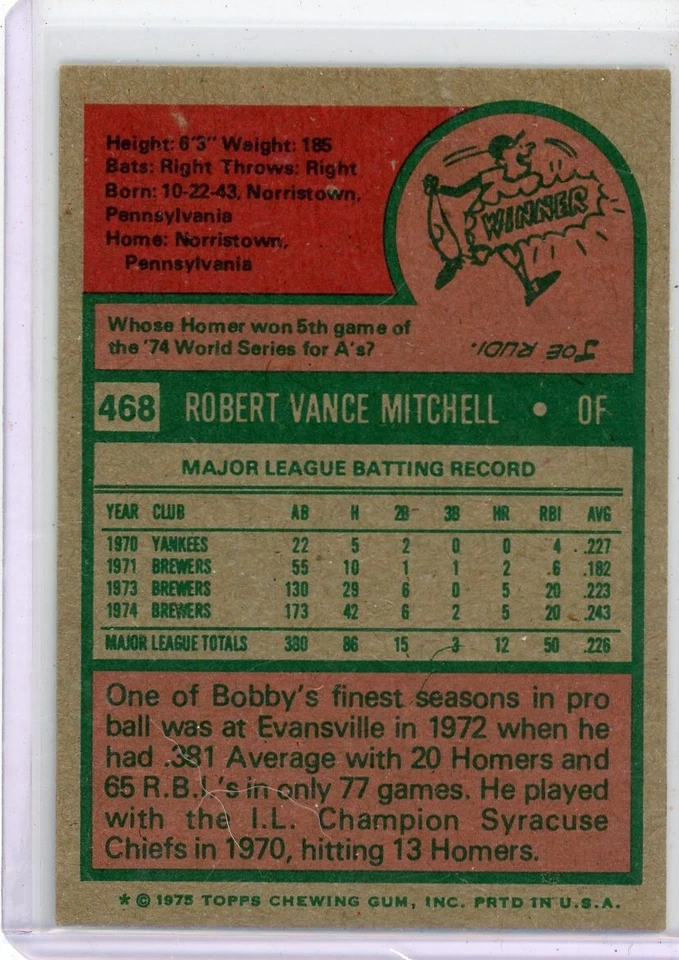 Height: 6'3" Weight: 185
Bats: Right Throws: Right
Born: 10-22-43, Norristown,
Pennsylvania
Home: Norristown,
Pennsylvania
WINNER
Whose Homer won 5th game of
the '74 World Series for A's?
JOE RUDI.
468 ROBERT VANCE MITCHELL • OF
MAJOR LEAGUE BATTING RECORD
YEAR CLUB AB H 2B 3B HR RBI AVG
1970 YANKEES 22 5 2 0 0 4 .227
1971 BREWERS 55 10 1 1 2 6 .182
1973 BREWERS 130 29 6 0 5 20 .223
1974 BREWERS 173 42 6 2 5 20 .243
MAJOR LEAGUE TOTALS 380 86 15 3 12 50 .226
One of Bobby's finest seasons in pro
ball was at Evansville in 1972 when he
had .381 Average with 20 Homers and
65 R.B.I.'s in only 77 games. He played
with the I.L. Champion Syracuse
Chiefs in 1970, hitting 13 Homers.
* © 1975 TOPPS CHEWING GUM, INC. PRTD IN U.S.A.